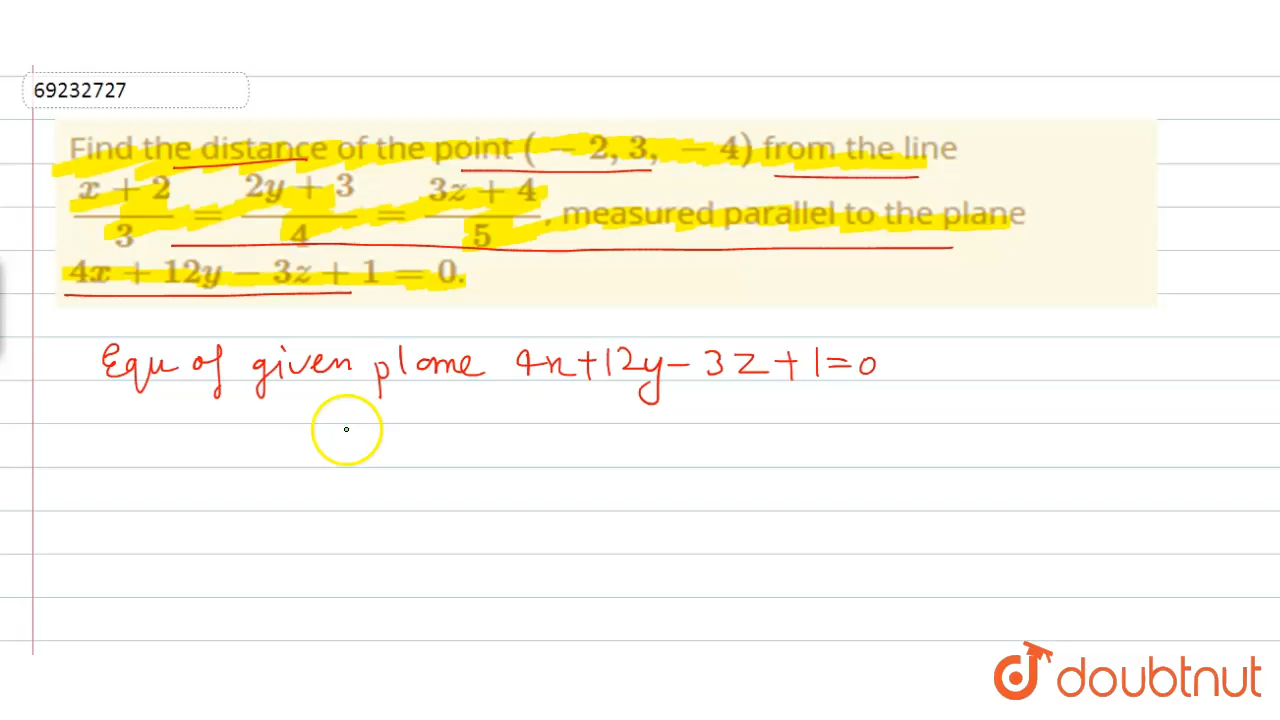 69232727
Find the distance of the point (−2, 3, −4) from the line
x + 2 / 3 = 2y + 3 / 4 = 3z + 4 / 5, measured parallel to the plane
4x + 12y − 3z + 1 = 0.
Equ of given plane 4x+12y-3z+1=0
doubtnut